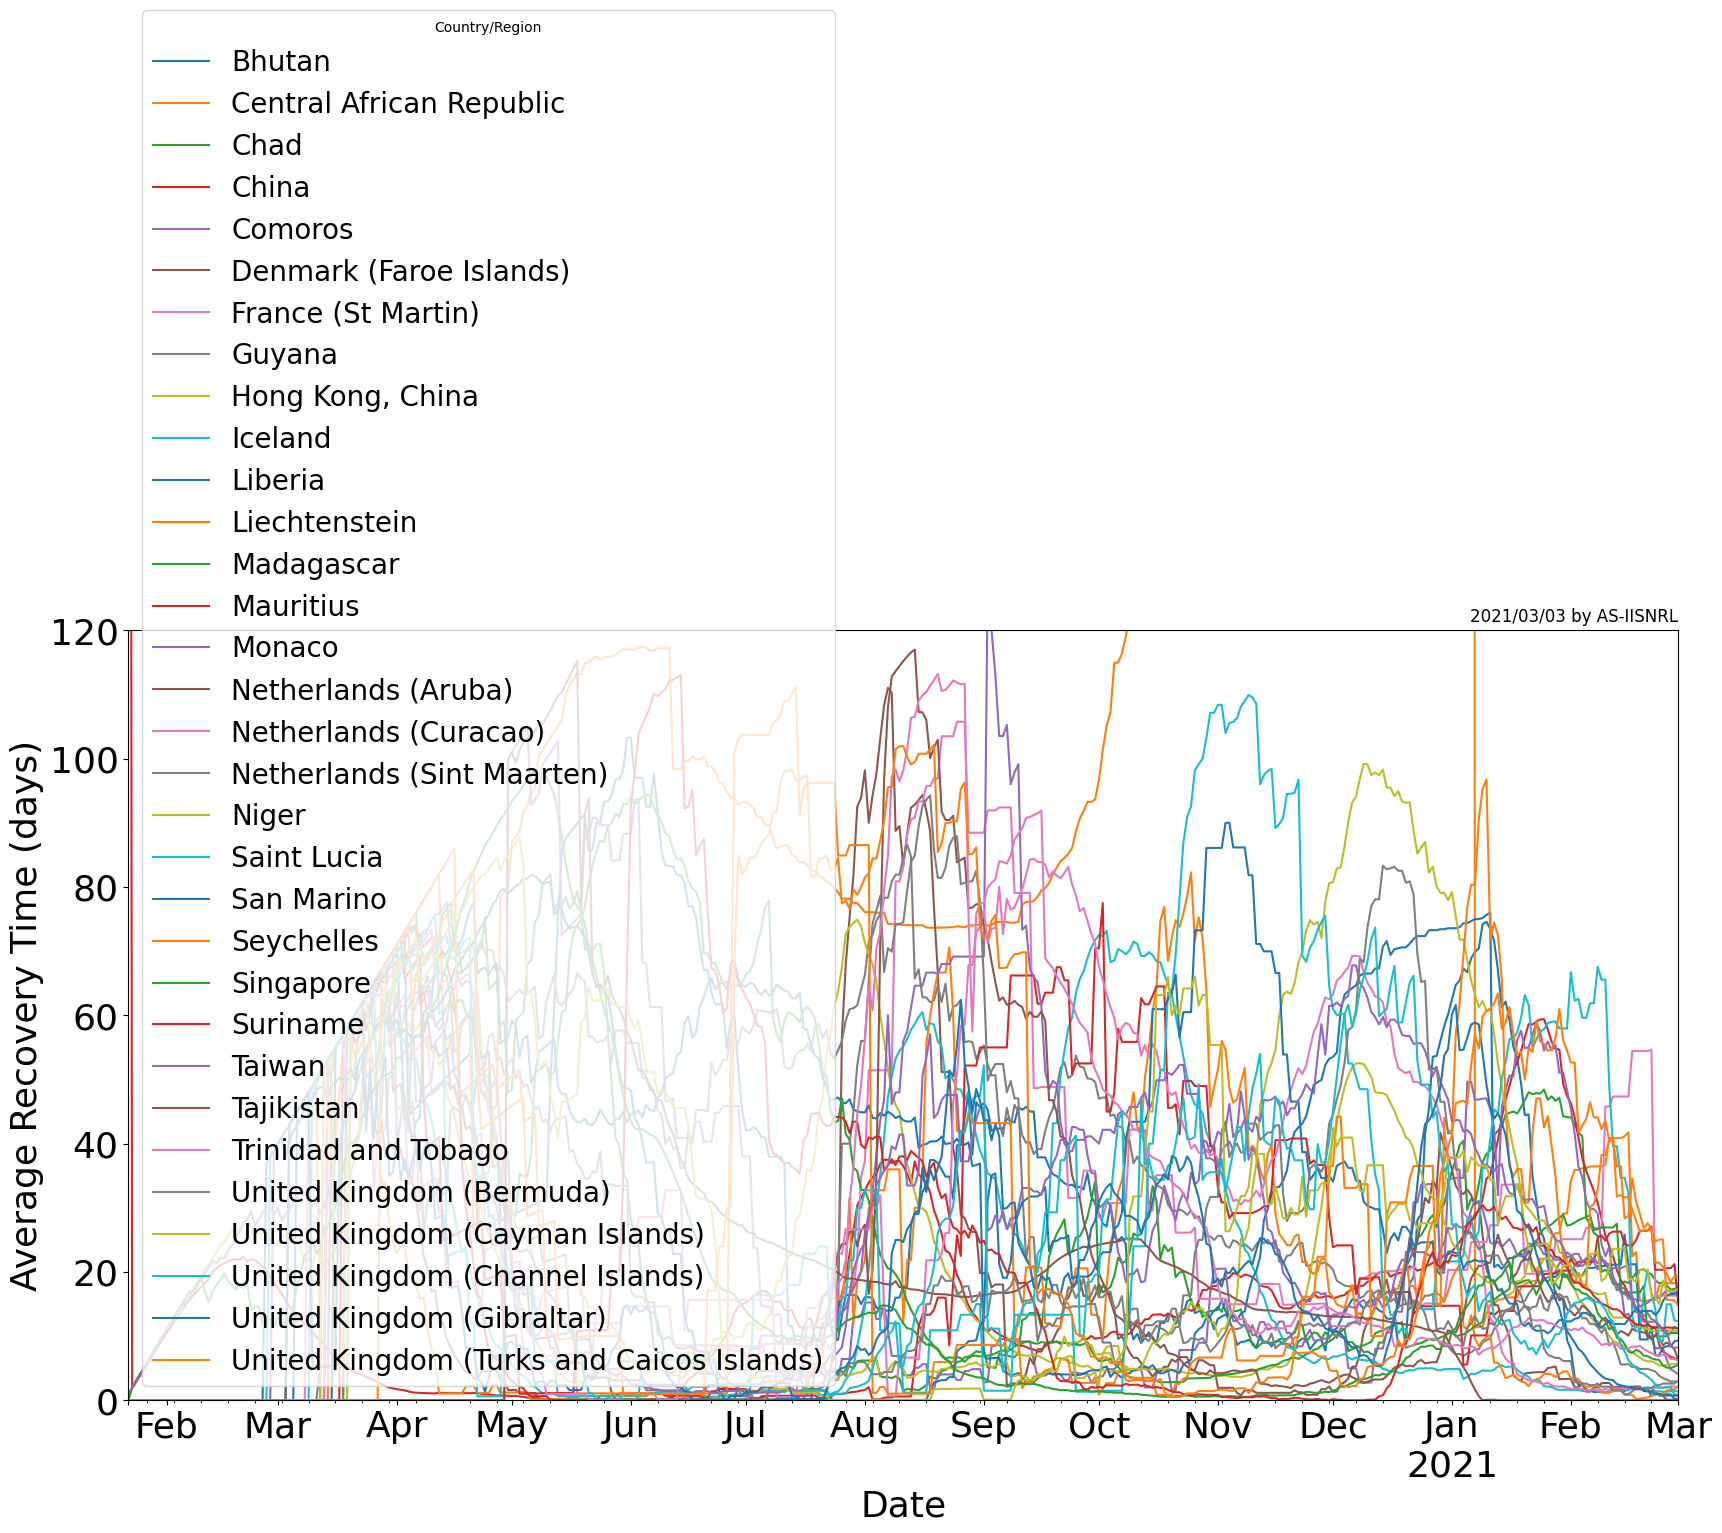 Country/Region
Bhutan
Central African Republic
Chad
China
Comoros
Denmark (Faroe Islands)
France (St Martin)
Guyana
Hong Kong, China
Iceland
Liberia
Liechtenstein
Madagascar
Mauritius
Monaco
Netherlands (Aruba)
Netherlands (Curacao)
Netherlands (Sint Maarten)
Niger
Saint Lucia
San Marino
Seychelles
Singapore
Suriname
Taiwan
Tajikistan
Trinidad and Tobago
United Kingdom (Bermuda)
United Kingdom (Cayman Islands)
United Kingdom (Channel Islands)
United Kingdom (Gibraltar)
United Kingdom (Turks and Caicos Islands)
2021/03/03 by AS-IISNRL
Average Recovery Time (days)
120
100
80
60
40
20
0
Feb Mar Apr May Jun Jul Aug Sep Oct Nov Dec Jan Feb Mar
2021
Date